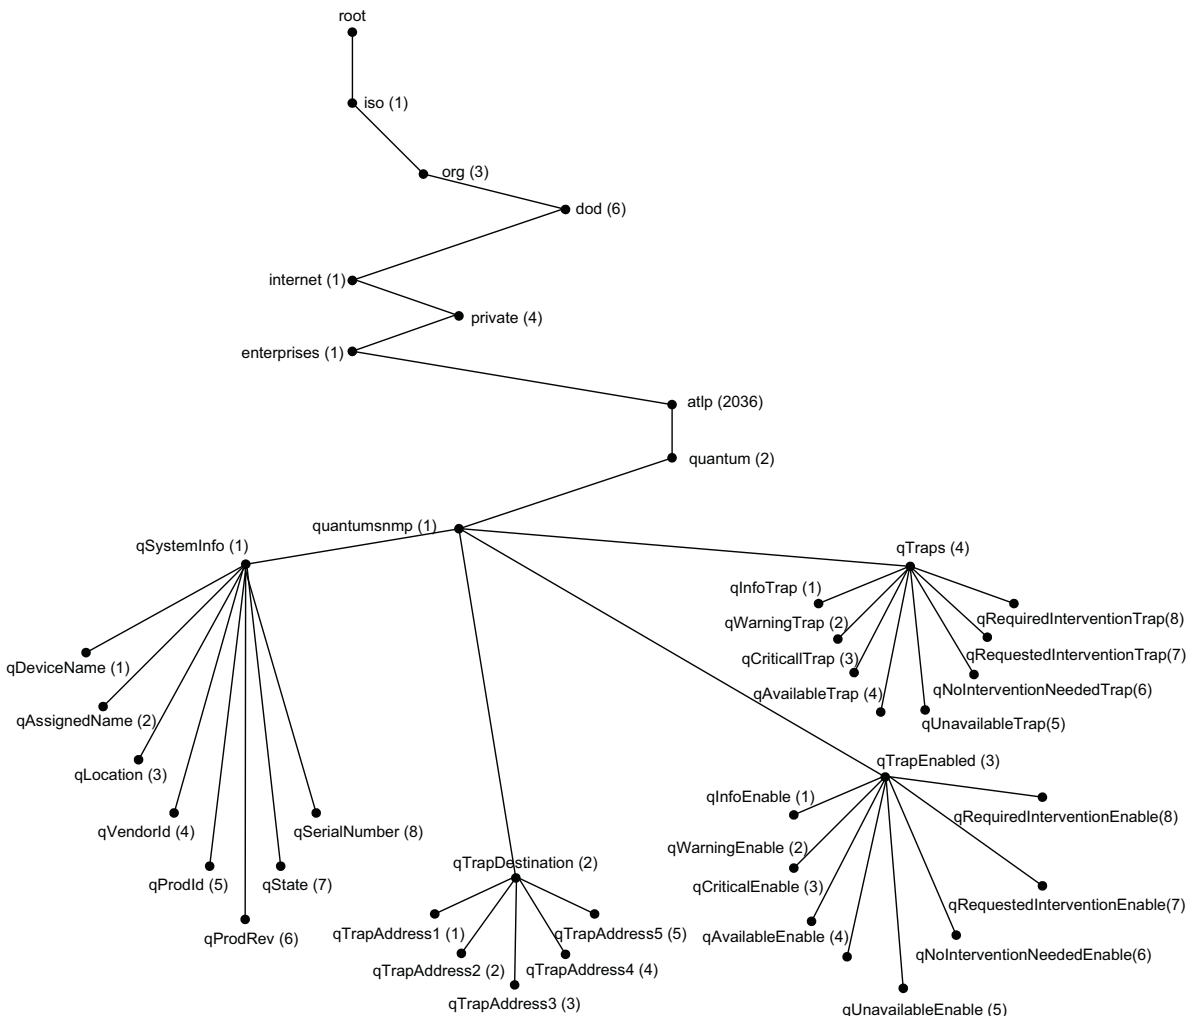 root
iso (1)
org (3)
dod (6)
internet (1)
private (4)
enterprises (1)
atlp (2036)
quantum (2)
quantumsnmp (1)
qSystemInfo (1)
qDeviceName (1)
qAssignedName (2)
qLocation (3)
qVendorId (4)
qProdId (5)
qProdRev (6)
qState (7)
qSerialNumber (8)
qTrapDestination (2)
qTrapAddress1 (1)
qTrapAddress2 (2)
qTrapAddress3 (3)
qTrapAddress4 (4)
qTrapAddress5 (5)
qTrapEnabled (3)
qInfoEnable (1)
qWarningEnable (2)
qCriticalEnable (3)
qAvailableEnable (4)
qUnavailableEnable (5)
qNoInterventionNeededEnable(6)
qRequestedInterventionEnable(7)
qRequiredInterventionEnable(8)
qTraps (4)
qInfoTrap (1)
qWarningTrap (2)
qCriticallTrap (3)
qAvailableTrap (4)
qUnavailableTrap(5)
qNoInterventionNeededTrap(6)
qRequestedInterventionTrap(7)
qRequiredInterventionTrap(8)